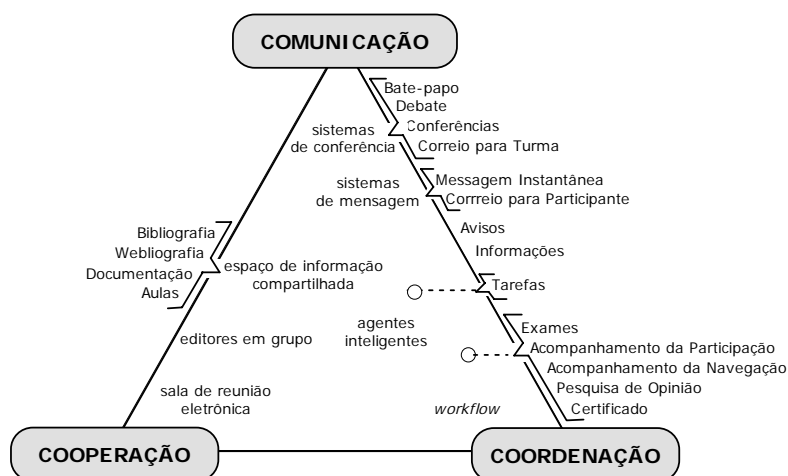 COMUNICAÇÃO
Bate-papo
Debate
Conferências
Correio para Turma
sistemas
de conferência
Messagem Instantânea
Corrreio para Participante
sistemas
de mensagem
Avisos
Informações
Tarefas
Bibliografia
Webliografia
Documentação
Aulas
espaço de informação
compartilhada
agentes
inteligentes
editores em grupo
Exames
Acompanhamento da Participação
Acompanhamento da Navegação
Pesquisa de Opinião
Certificado
sala de reunião
eletrônica
workflow
COOPERAÇÃO
COORDENAÇÃO